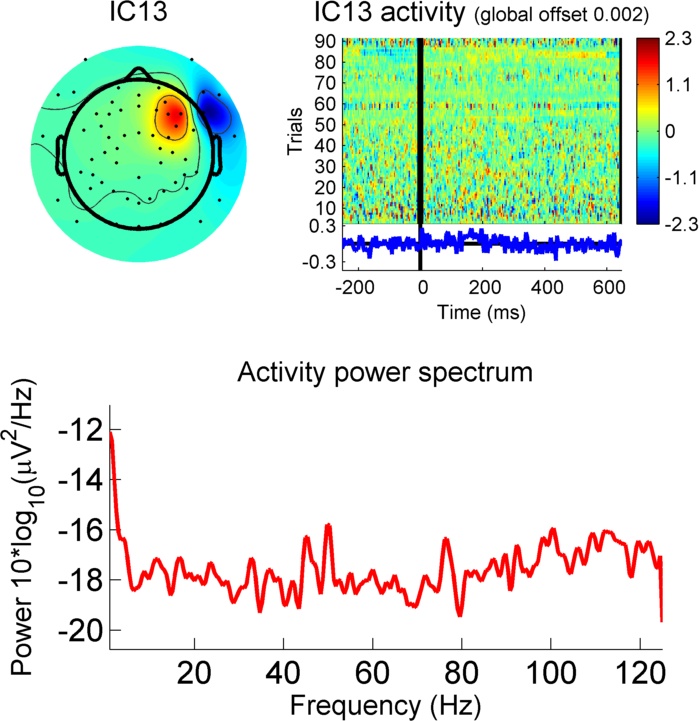 IC13
IC13 activity (global offset 0.002)
Trials
90
80
70
60
50
40
30
20
10
2.3
1.1
0
-1.1
-2.3
0.3
-0.3
-200 0 200 400 600
Time (ms)
Activity power spectrum
Power 10*log10(μV2/Hz)
-12
-14
-16
-18
-20
20 40 60 80 100 120
Frequency (Hz)